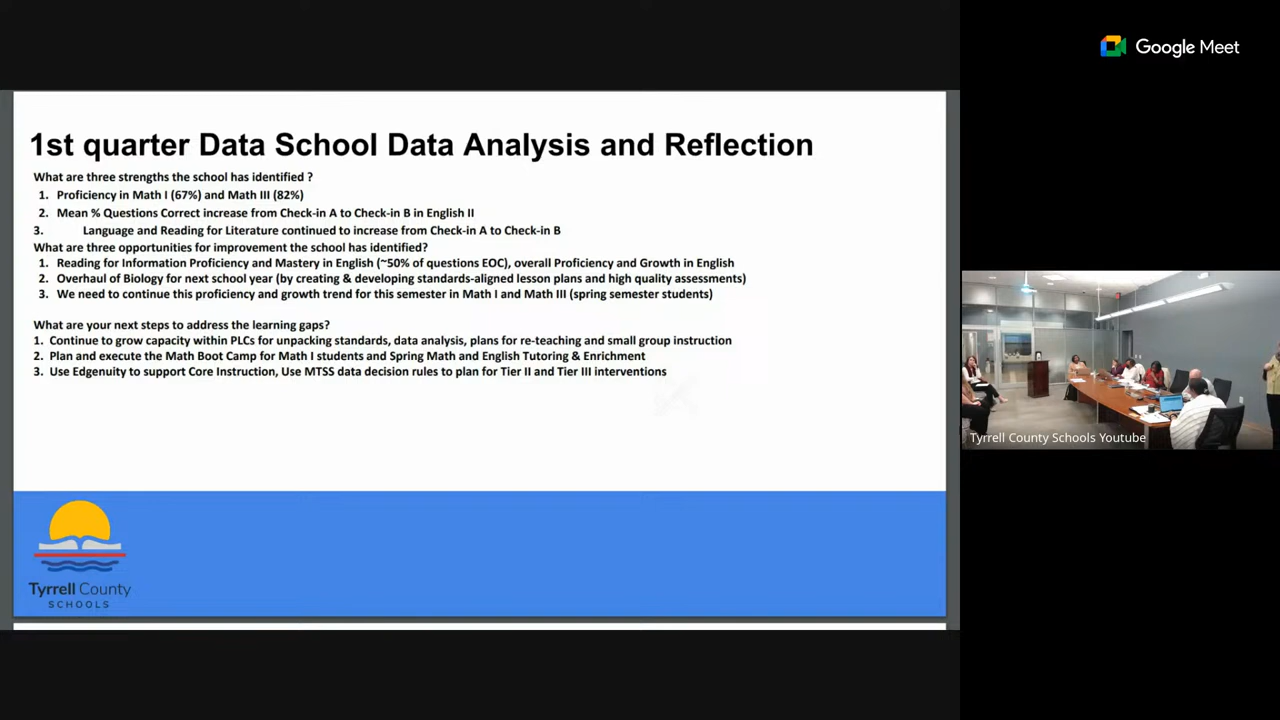 Google Meet
1st quarter Data School Data Analysis and Reflection
What are three strengths the school has identified ?
1. Proficiency in Math I (67%) and Math III (82%)
2. Mean % Questions Correct increase from Check-in A to Check-in B in English II
3. Language and Reading for Literature continued to increase from Check-in A to Check-in B
What are three opportunities for improvement the school has identified?
1. Reading for Information Proficiency and Mastery in English (~50% of questions EOC), overall Proficiency and Growth in English
2. Overhaul of Biology for next school year (by creating & developing standards-aligned lesson plans and high quality assessments)
3. We need to continue this proficiency and growth trend for this semester in Math I and Math III (spring semester students)
What are your next steps to address the learning gaps?
1. Continue to grow capacity within PLCs for unpacking standards, data analysis, plans for re-teaching and small group instruction
2. Plan and execute the Math Boot Camp for Math I students and Spring Math and English Tutoring & Enrichment
3. Use Edgenuity to support Core Instruction, Use MTSS data decision rules to plan for Tier II and Tier III interventions
Tyrrell County Schools Youtube
Tyrrell County
SCHOOLS